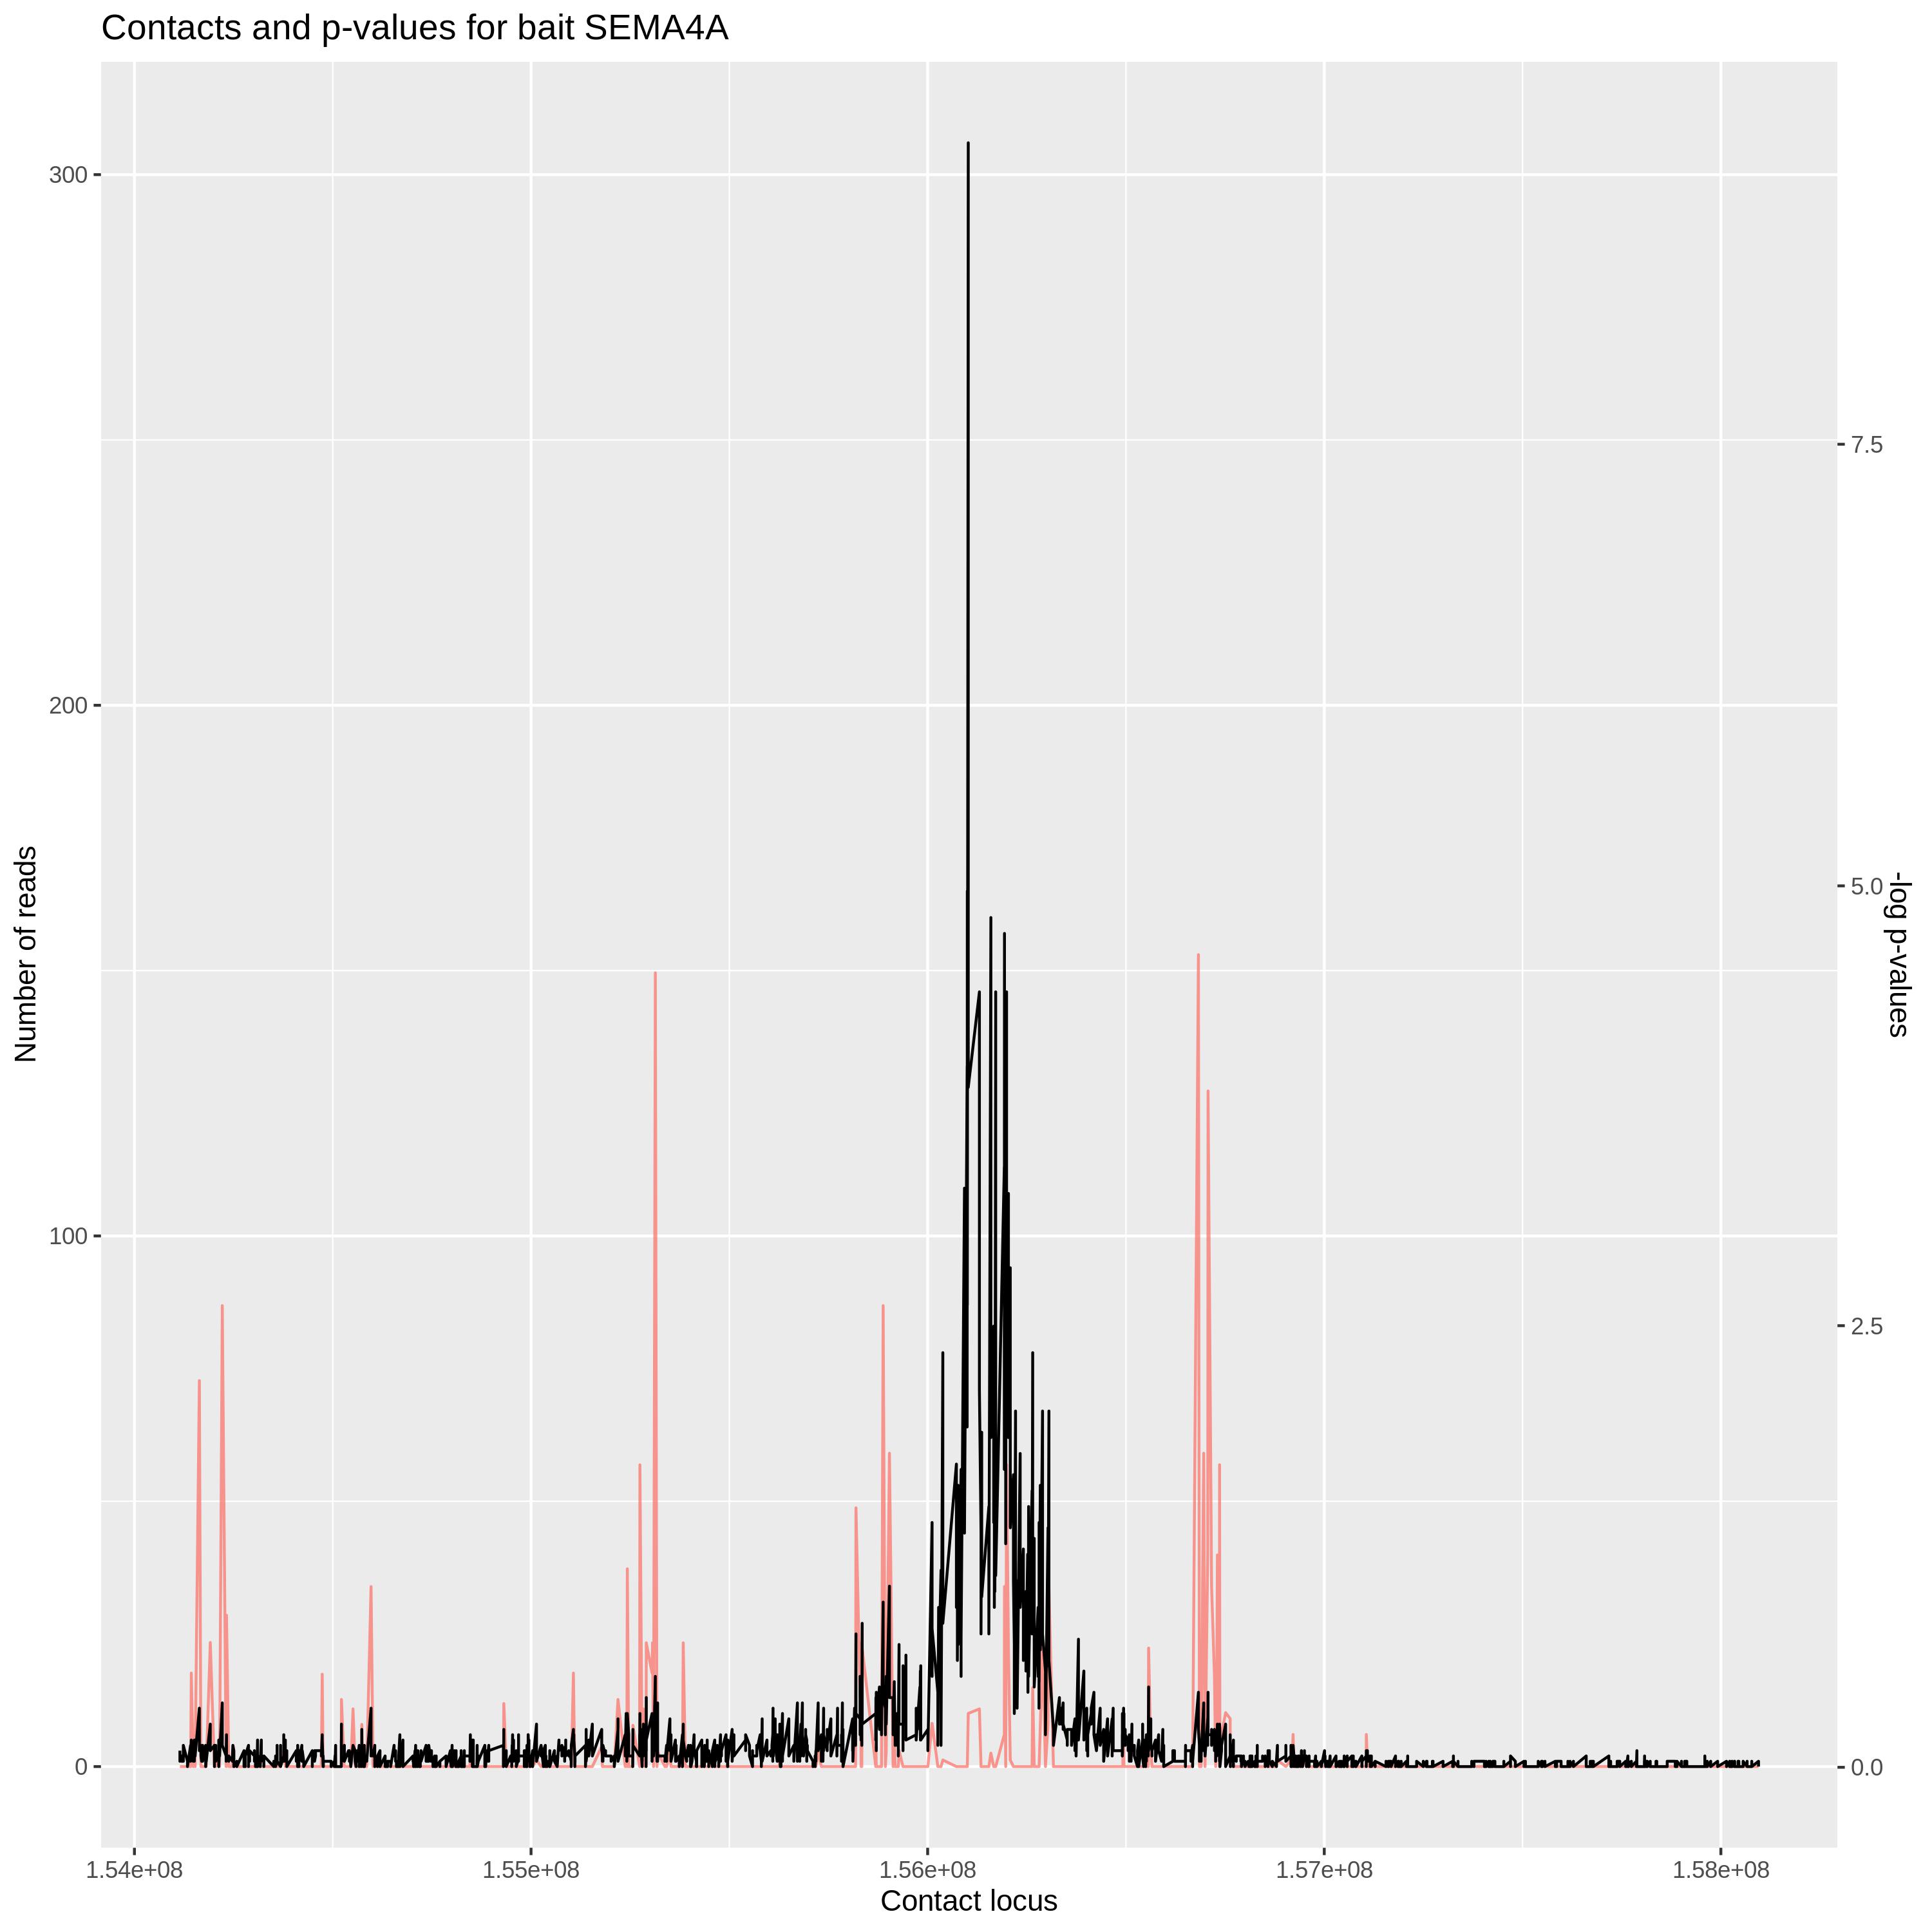 Contacts and p-values for bait SEMA4A
300
200
100
0
Number of reads
7.5
5.0
2.5
0.0
-log p-values
1.54e+08
1.55e+08
1.56e+08
1.57e+08
1.58e+08
Contact locus